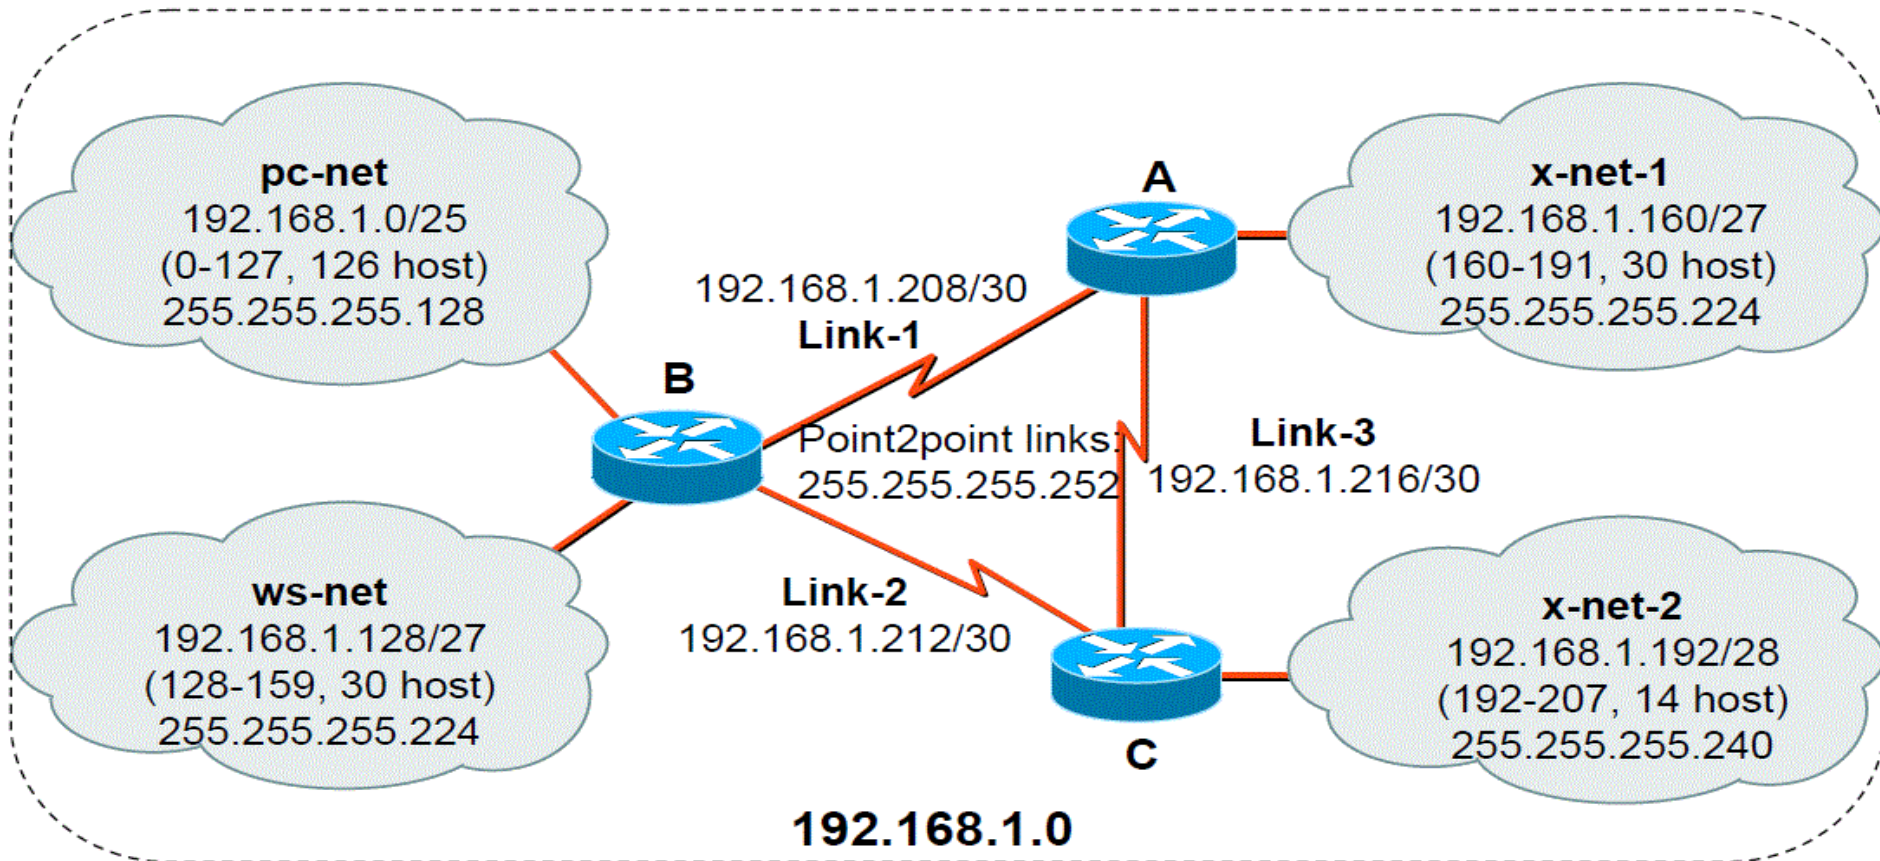 pc-net
192.168.1.0/25
(0-127, 126 host)
255.255.255.128
A
x-net-1
192.168.1.160/27
(160-191, 30 host)
255.255.255.224
192.168.1.208/30
Link-1
B
Point2point links:
255.255.255.252
Link-3
192.168.1.216/30
ws-net
192.168.1.128/27
(128-159, 30 host)
255.255.255.224
Link-2
192.168.1.212/30
C
x-net-2
192.168.1.192/28
(192-207, 14 host)
255.255.255.240
192.168.1.0